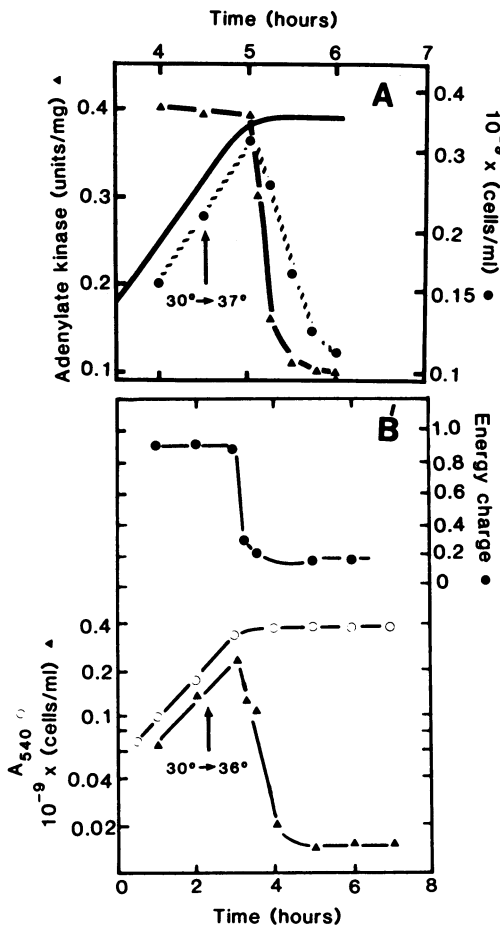 Time (hours)
4 5 6 7
A
Adenylate kinase (units/mg) ▲
0.4
0.3
0.2
0.1
30°→37°
0.4
0.3
0.2
0.15
0.1
x (cells/ml) ●
B
1.0
0.8
0.6
0.4
0.2
0
Energy charge ●
A540 ○
10⁻⁹ x (cells/ml) ▲
0.4
0.2
0.1
0.04
0.02
30°→36°
0 2 4 6 8
Time (hours)